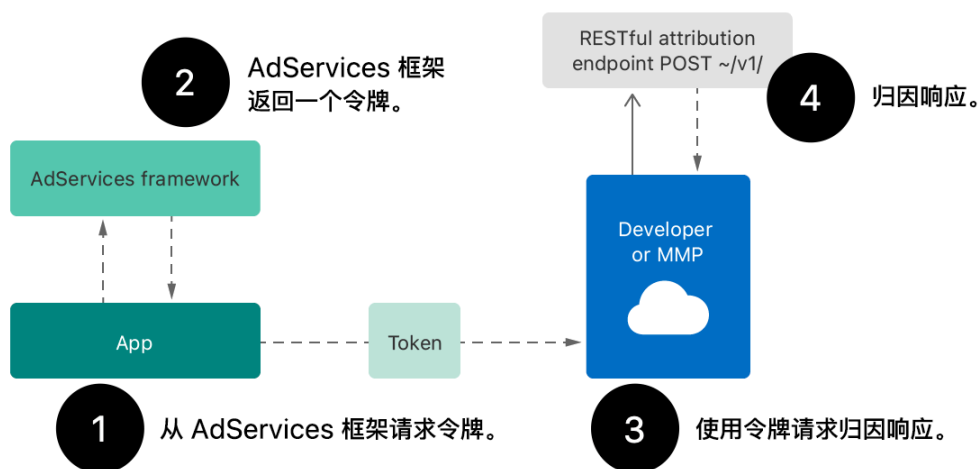 2
AdServices 框架
返回一个令牌。
RESTful attribution
endpoint POST ~/v1/
4
归因响应。
AdServices framework
Developer
or MMP
App
Token
1
从 AdServices 框架请求令牌。
3
使用令牌请求归因响应。